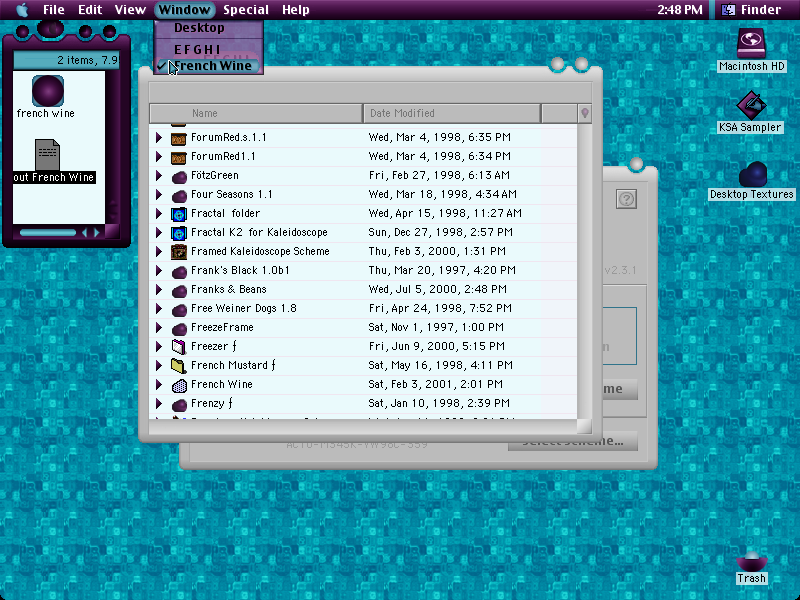 File Edit View Window Special Help 2:48 PM Finder
Desktop
E F G H I
✓ French Wine
2 items, 7.9
french wine
out French Wine
Macintosh HD
KSA Sampler
Desktop Textures
Trash
Name Date Modified
ForumRed.s.1.1 Wed, Mar 4, 1998, 6:35 PM
ForumRed1.1 Wed, Mar 4, 1998, 6:34 PM
FötzGreen Fri, Feb 27, 1998, 6:13 AM
Four Seasons 1.1 Wed, Mar 18, 1998, 4:34 AM
Fractal folder Wed, Apr 15, 1998, 11:27 AM
Fractal K2 for Kaleidoscope Sun, Dec 27, 1998, 2:57 PM
Framed Kaleidoscope Scheme Thu, Feb 3, 2000, 1:31 PM
Frank's Black 1.0b1 Thu, Mar 20, 1997, 4:20 PM
Franks & Beans Wed, Jul 5, 2000, 2:48 PM
Free Weiner Dogs 1.8 Fri, Apr 24, 1998, 7:52 PM
FreezeFrame Sat, Nov 1, 1997, 1:00 PM
Freezer ƒ Fri, Jun 9, 2000, 5:15 PM
French Mustard ƒ Sat, May 16, 1998, 4:11 PM
French Wine Sat, Feb 3, 2001, 2:01 PM
Frenzy ƒ Sat, Jan 10, 1998, 2:39 PM
v2.3.1
n
me
Select Scheme...